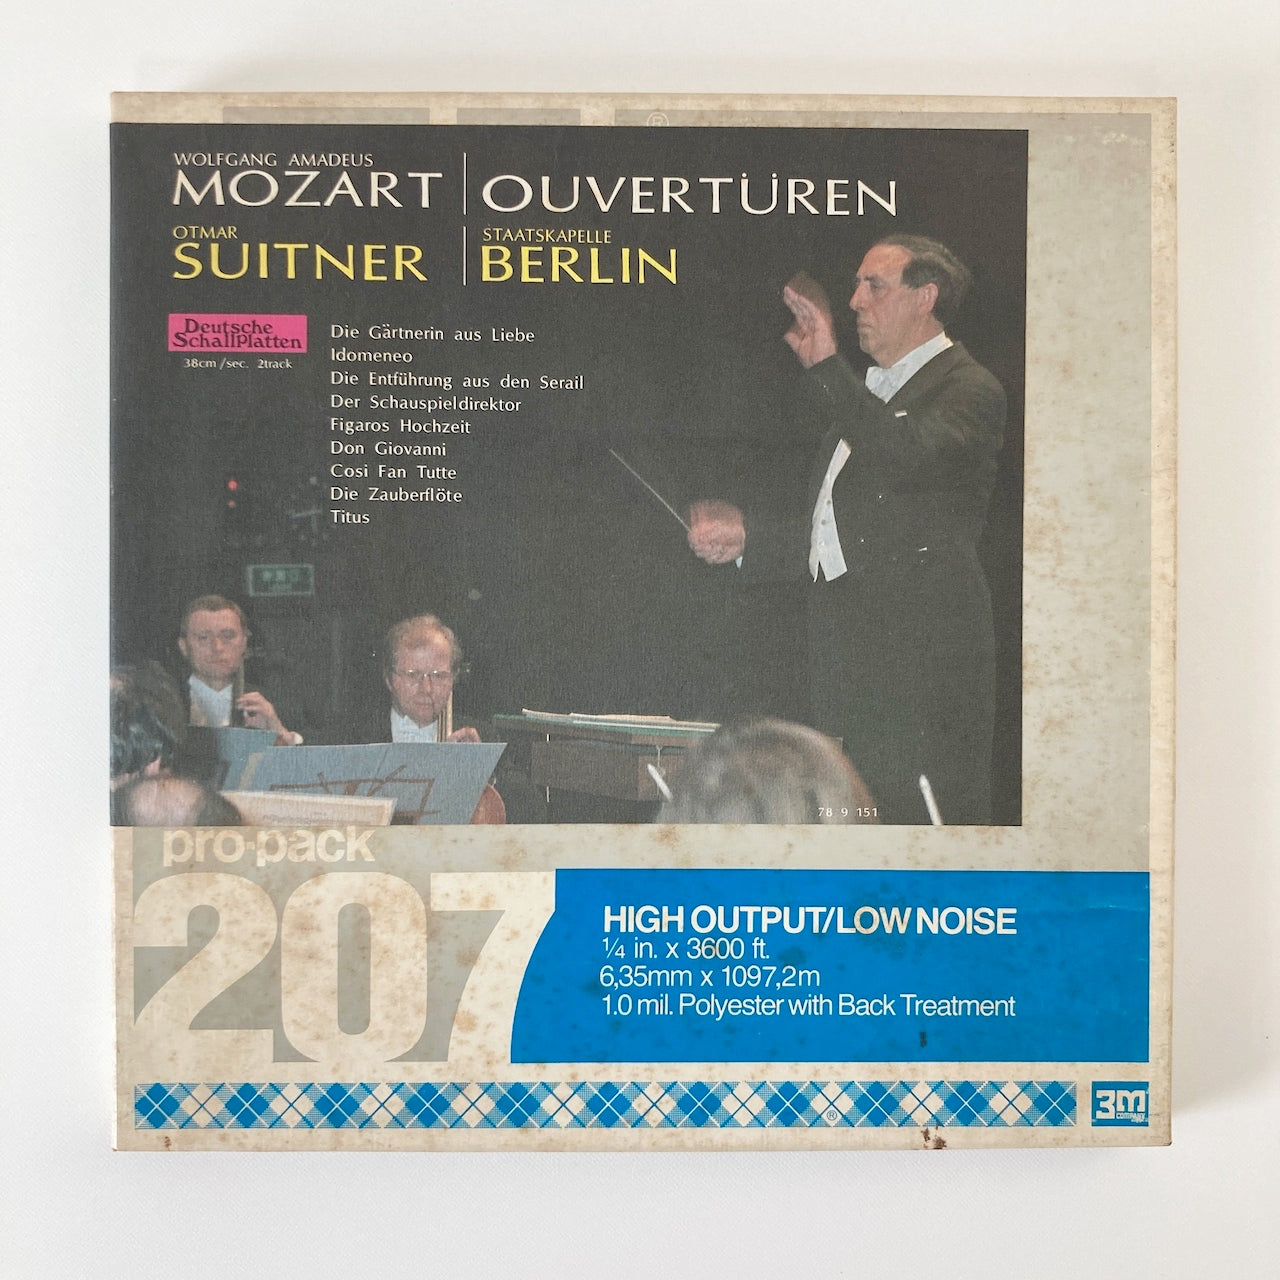 WOLFGANG AMADEUS
MOZART
OUVERTÜREN
OTMAR
SUITNER
STAATSKAPELLE
BERLIN
Deutsche
Schallplatten
38cm/sec. 2track
Die Gärtnerin aus Liebe
Idomeneo
Die Entführung aus den Serail
Der Schauspieldirektor
Figaros Hochzeit
Don Giovanni
Cosi Fan Tutte
Die Zauberflöte
Titus
78 9 151
pro·pack
207
HIGH OUTPUT/LOW NOISE
¼ in. x 3600 ft.
6,35mm x 1097,2m
1.0 mil. Polyester with Back Treatment
®
3m
company